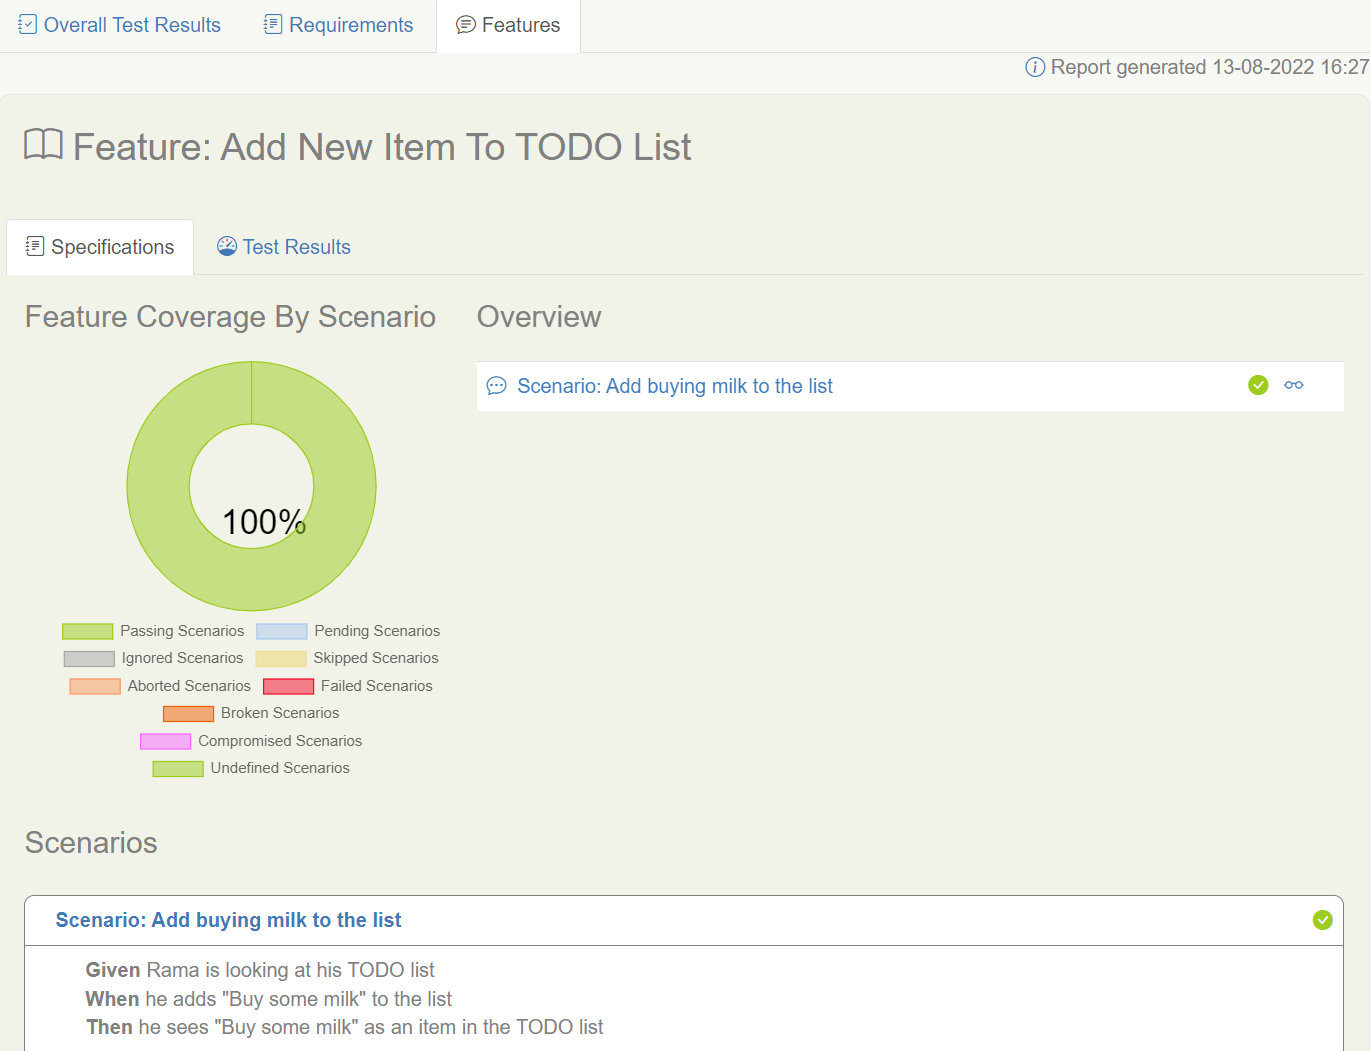 Overall Test Results Requirements Features
Report generated 13-08-2022 16:27
Feature: Add New Item To TODO List
Specifications Test Results
Feature Coverage By Scenario Overview
Scenario: Add buying milk to the list
100%
Passing Scenarios Pending Scenarios
Ignored Scenarios Skipped Scenarios
Aborted Scenarios Failed Scenarios
Broken Scenarios
Compromised Scenarios
Undefined Scenarios
Scenarios
Scenario: Add buying milk to the list
Given Rama is looking at his TODO list
When he adds "Buy some milk" to the list
Then he sees "Buy some milk" as an item in the TODO list